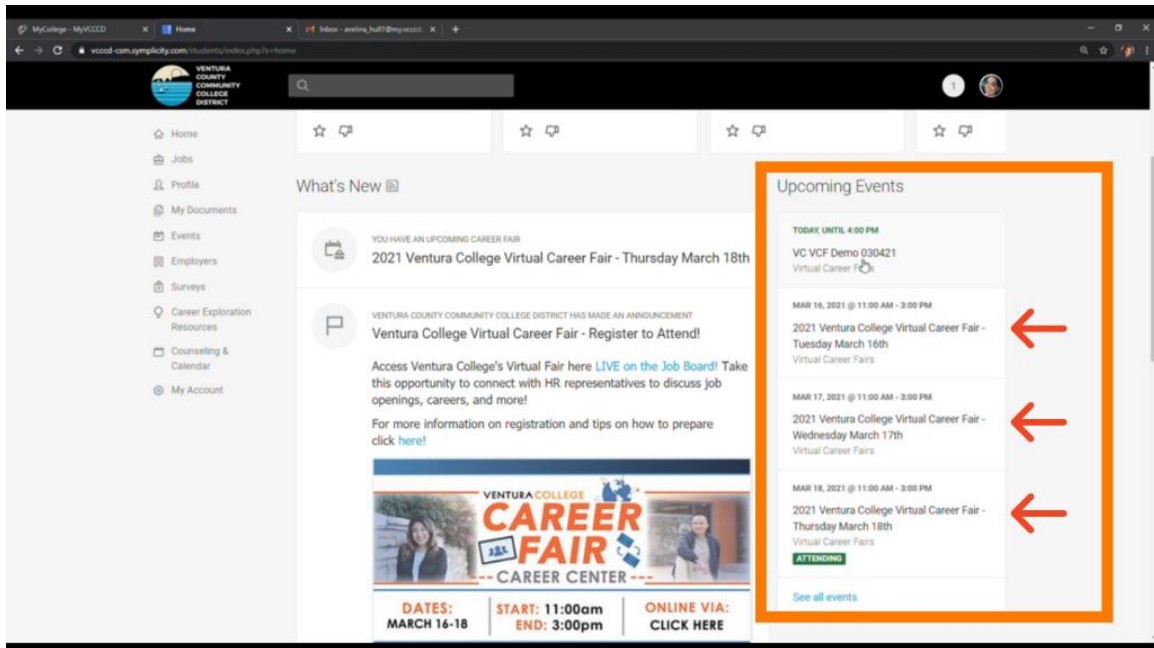 MyCollege - MyVCCCD
Home
vcccd-csm.symplicity.com/students/index.php?s=home
VENTURA
COUNTY
COMMUNITY
COLLEGE
DISTRICT
1
Home
Jobs
Profile
My Documents
Events
Employers
Surveys
Career Exploration
Resources
Counseling &
Calendar
My Account
What's New
YOU HAVE AN UPCOMING CAREER FAIR
2021 Ventura College Virtual Career Fair - Thursday March 18th
VENTURA COUNTY COMMUNITY COLLEGE DISTRICT HAS MADE AN ANNOUNCEMENT
Ventura College Virtual Career Fair - Register to Attend!
Access Ventura College's Virtual Fair here LIVE on the Job Board! Take
this opportunity to connect with HR representatives to discuss job
openings, careers, and more!
For more information on registration and tips on how to prepare
click here!
VENTURA COLLEGE
CAREER
FAIR
--- CAREER CENTER ---
DATES:
MARCH 16-18
START: 11:00am
END: 3:00pm
ONLINE VIA:
CLICK HERE
Upcoming Events
TODAY, UNTIL 4:00 PM
VC VCF Demo 030421
Virtual Career Fairs
MAR 16, 2021 @ 11:00 AM - 3:00 PM
2021 Ventura College Virtual Career Fair -
Tuesday March 16th
Virtual Career Fairs
MAR 17, 2021 @ 11:00 AM - 3:00 PM
2021 Ventura College Virtual Career Fair -
Wednesday March 17th
Virtual Career Fairs
MAR 18, 2021 @ 11:00 AM - 3:00 PM
2021 Ventura College Virtual Career Fair -
Thursday March 18th
Virtual Career Fairs
ATTENDING
See all events